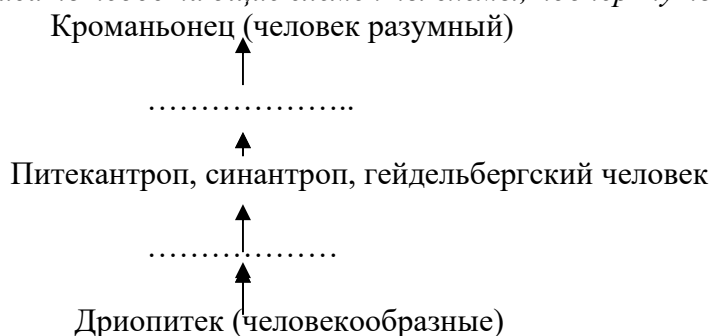 Кроманьонец (человек разумный)
………………..
Питекантроп, синантроп, гейдельбергский человек
………………
Дриопитек (человекообразные)